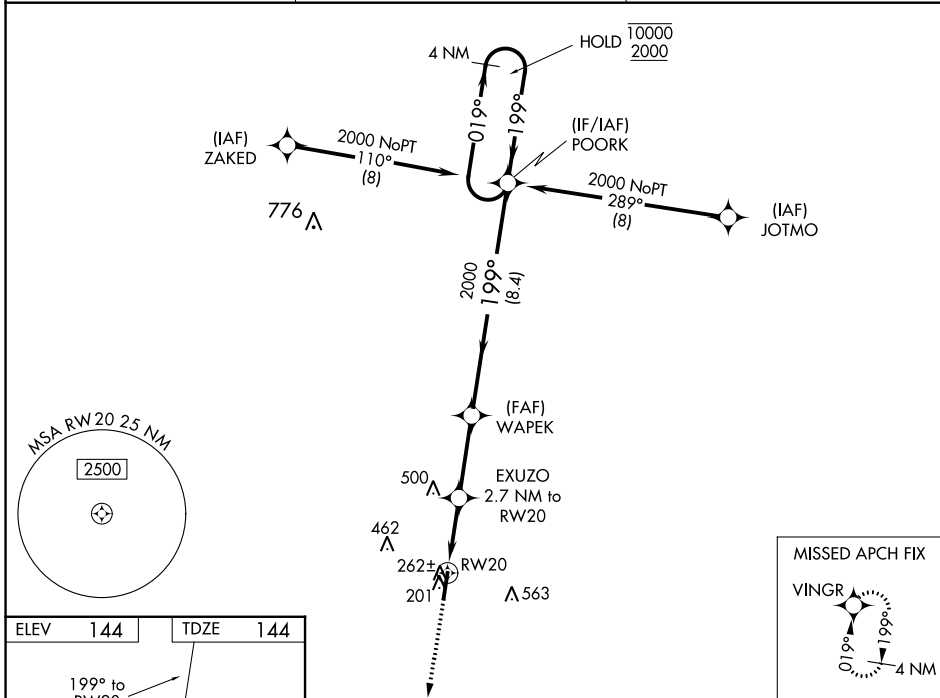 HOLD 10000
2000
4 NM
019°
199°
(IAF)
ZAKED
2000 NoPT
110°
(8)
(IF/IAF)
POORK
2000 NoPT
289°
(8)
(IAF)
JOTMO
776
2000
199°
(8.4)
(FAF)
WAPEK
MSA RW20 25 NM
2500
500
EXUZO
2.7 NM to
RW20
462
262±
RW20
201
563
MISSED APCH FIX
VINGR
019°
199°
4 NM
ELEV 144
TDZE 144
199° to